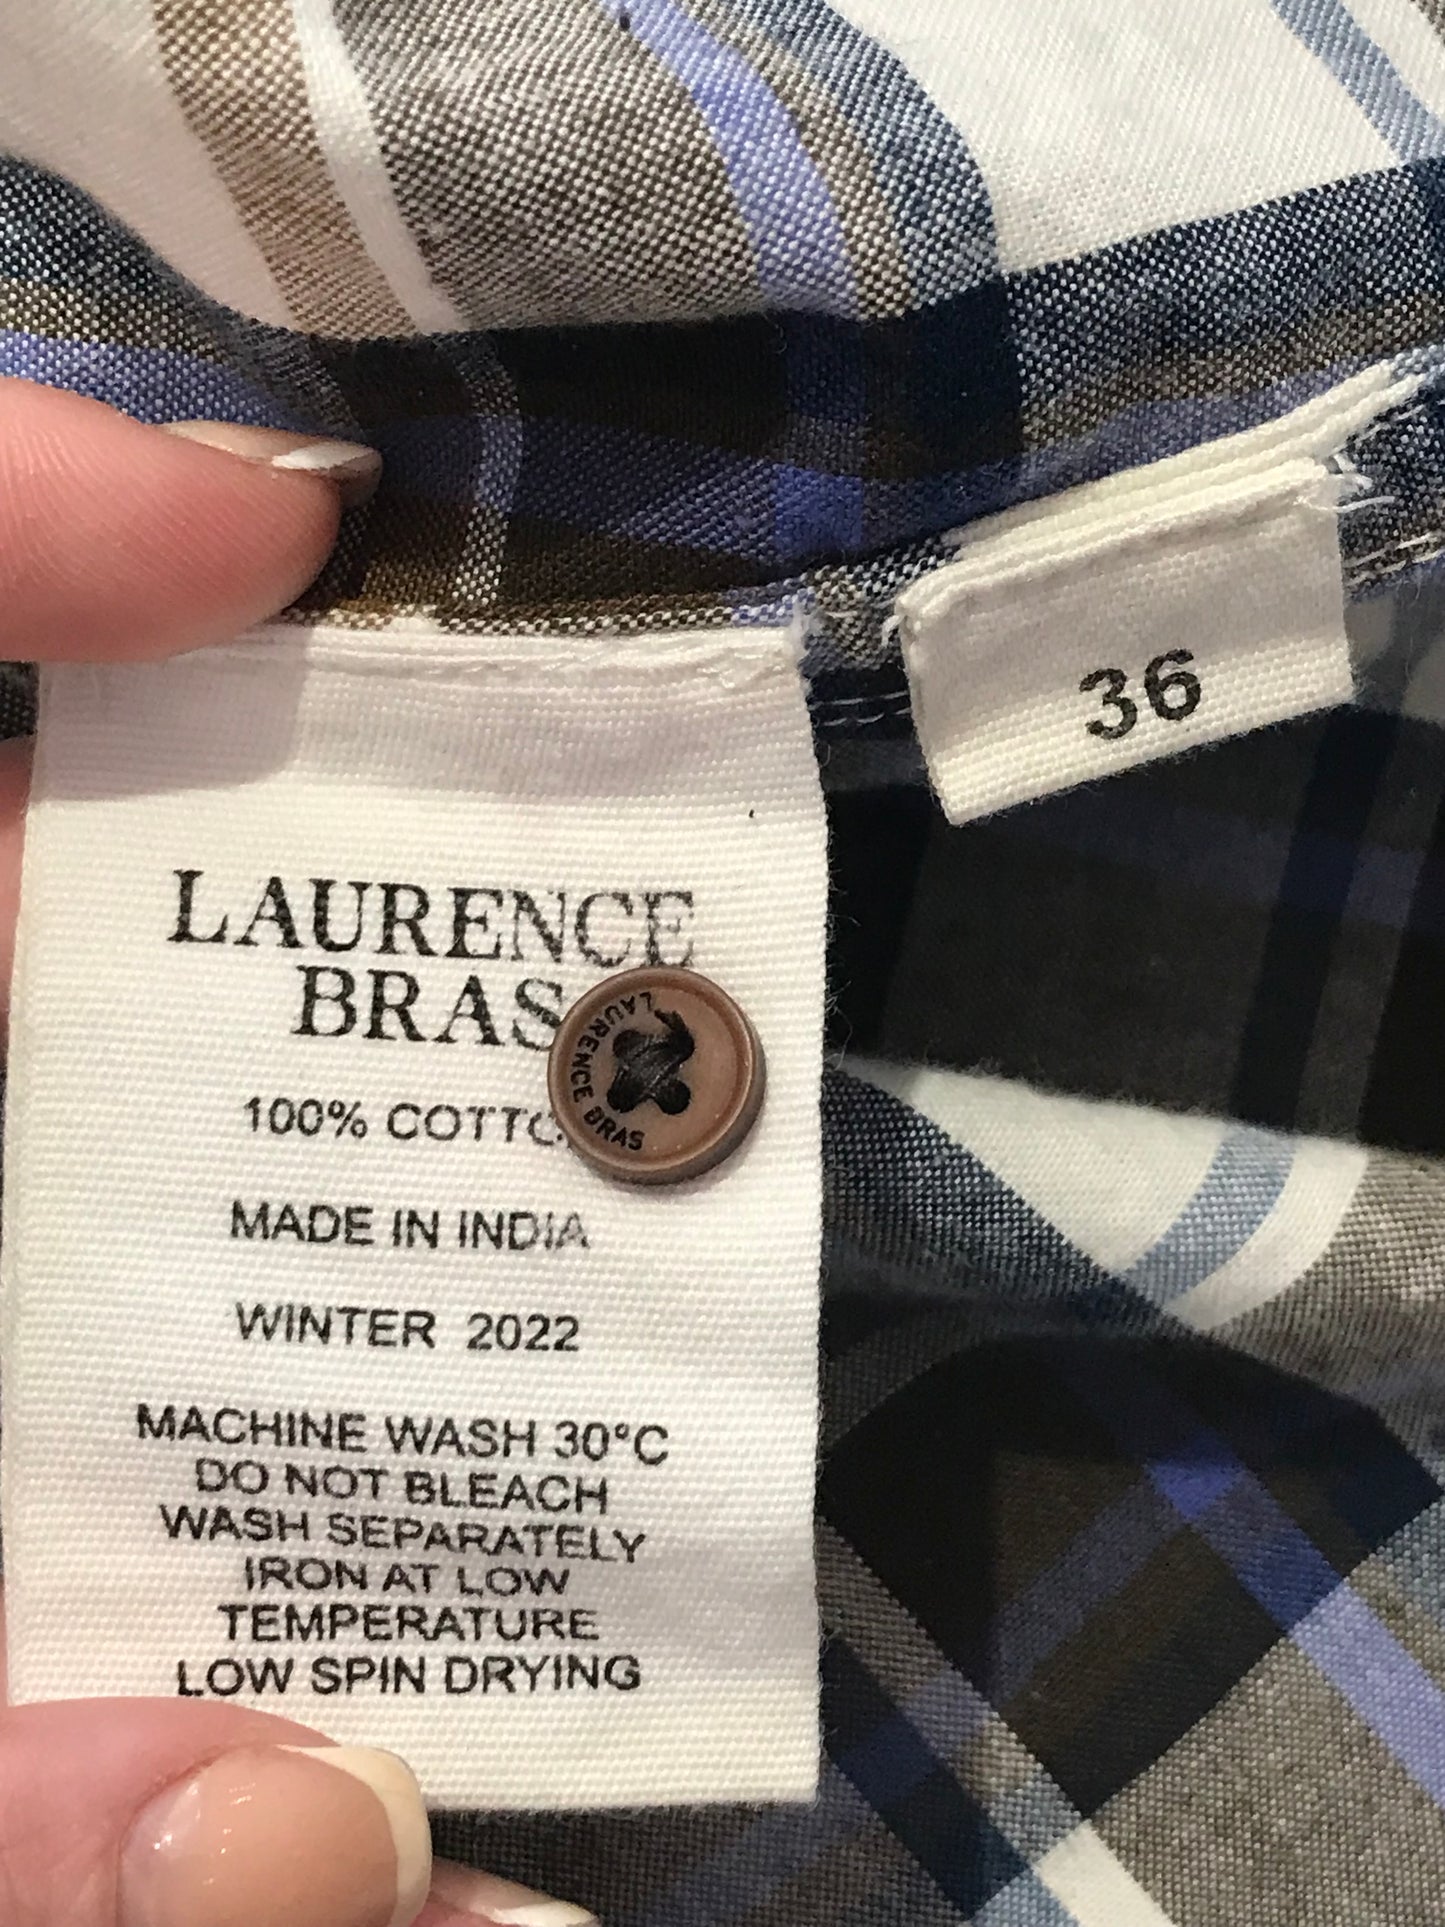 36
LAURENCE
BRAS
100% COTTO
MADE IN INDIA
WINTER 2022
MACHINE WASH 30°C
DO NOT BLEACH
WASH SEPARATELY
IRON AT LOW
TEMPERATURE
LOW SPIN DRYING
LAURENCE BRAS